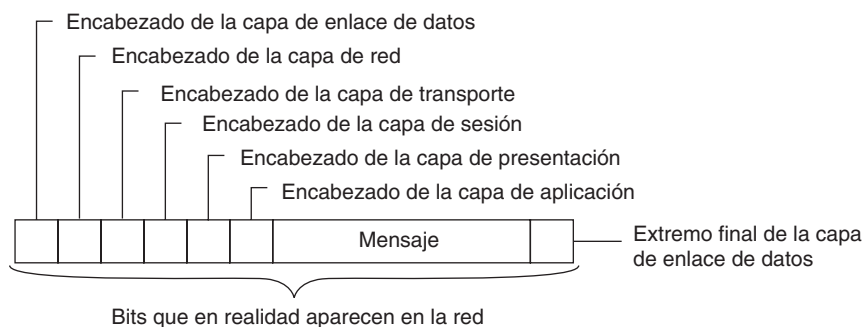 Encabezado de la capa de enlace de datos
Encabezado de la capa de red
Encabezado de la capa de transporte
Encabezado de la capa de sesión
Encabezado de la capa de presentación
Encabezado de la capa de aplicación
Mensaje
Extremo final de la capa
de enlace de datos
Bits que en realidad aparecen en la red